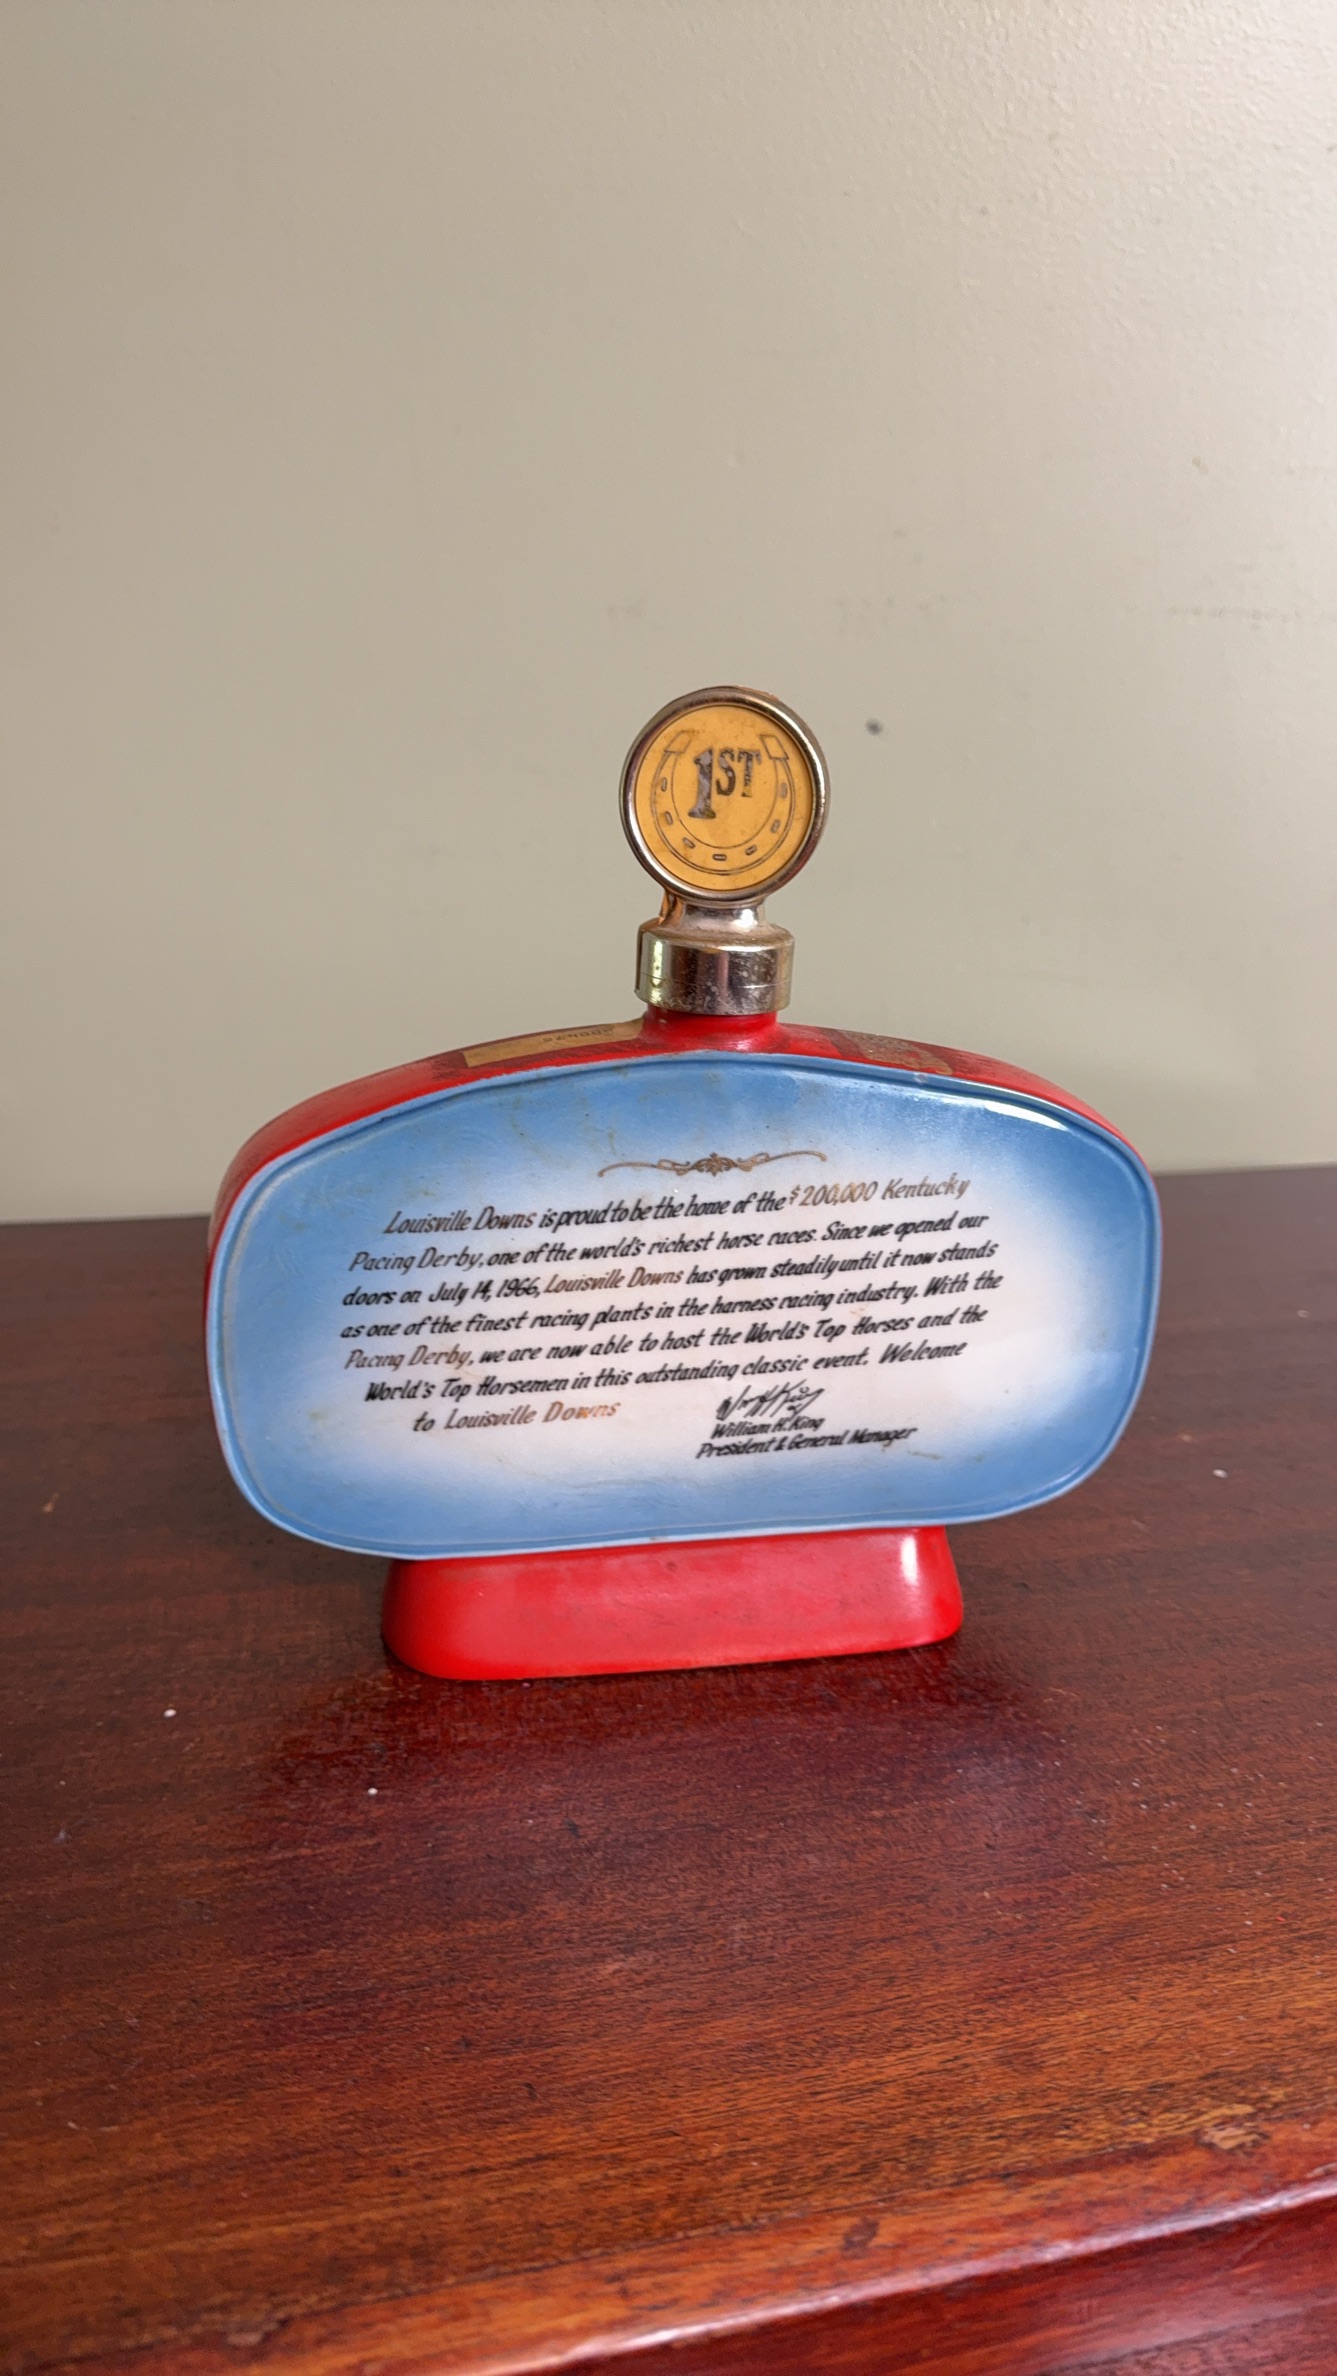 1ST
Louisville Downs is proud to be the home of the $200,000 Kentucky
Pacing Derby, one of the world's richest horse races. Since we opened our
doors on July 14, 1966, Louisville Downs has grown steadily until it now stands
as one of the finest racing plants in the harness racing industry. With the
Pacing Derby, we are now able to host the World's Top Horses and the
World's Top Horsemen in this outstanding classic event. Welcome
to Louisville Downs
William H. King
President & General Manager